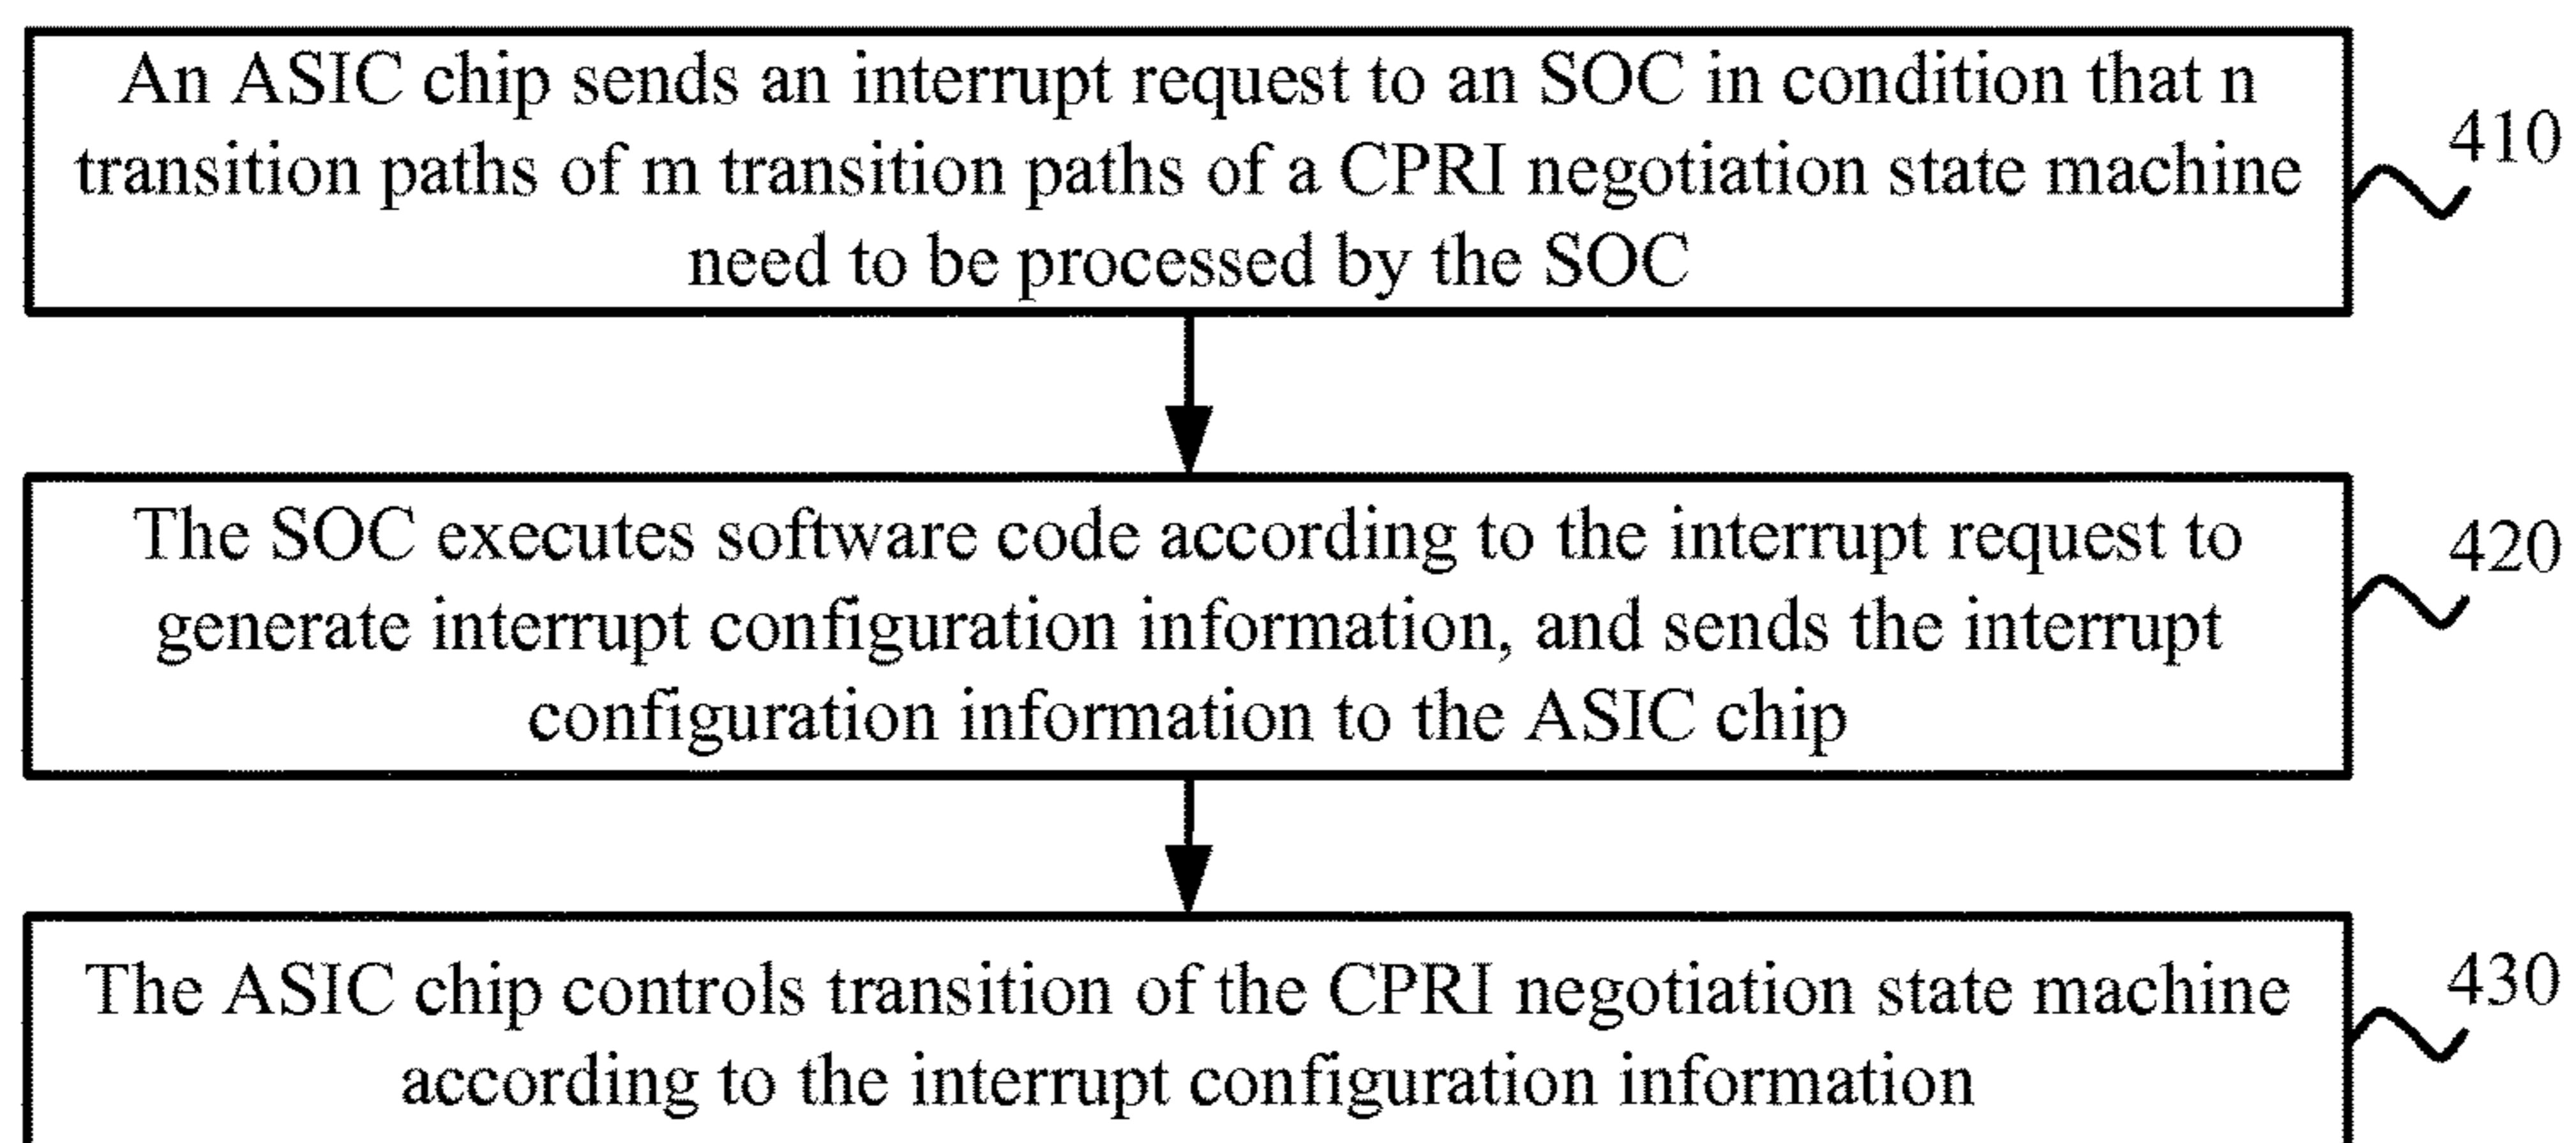 An ASIC chip sends an interrupt request to an SOC in condition that n
transition paths of m transition paths of a CPRI negotiation state machine
need to be processed by the SOC
410
The SOC executes software code according to the interrupt request to
generate interrupt configuration information, and sends the interrupt
configuration information to the ASIC chip
420
The ASIC chip controls transition of the CPRI negotiation state machine
according to the interrupt configuration information
430